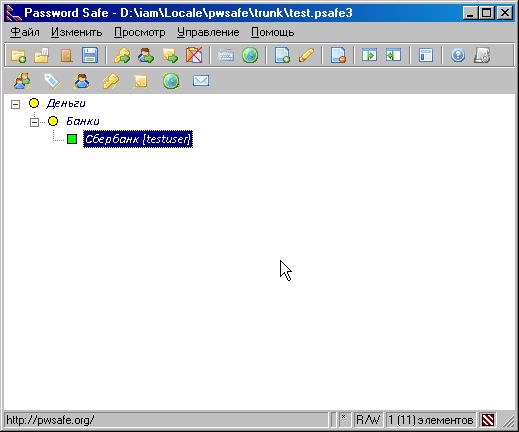 Password Safe - D:\iam\Locale\pwsafe\trunk\test.psafe3
Файл Изменить Просмотр Управление Помощь
Деньги
Банки
Сбербанк [testuser]
http://pwsafe.org/ * R/W 1 (11) элементов